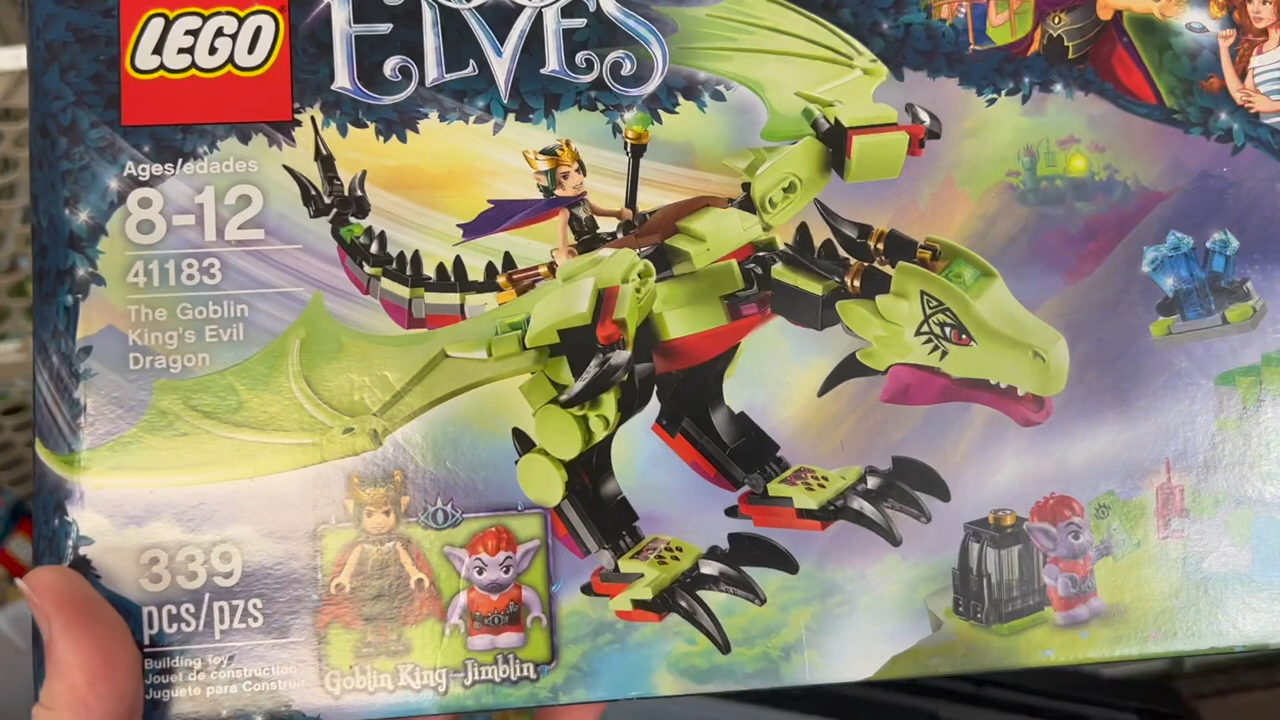 LEGO
ELVES
Ages/edades
8-12
41183
The Goblin
King's Evil
Dragon
339
pcs/pzs
Building Toy
Jouet de construction
Juguete para Construir
Goblin King
Jimblin